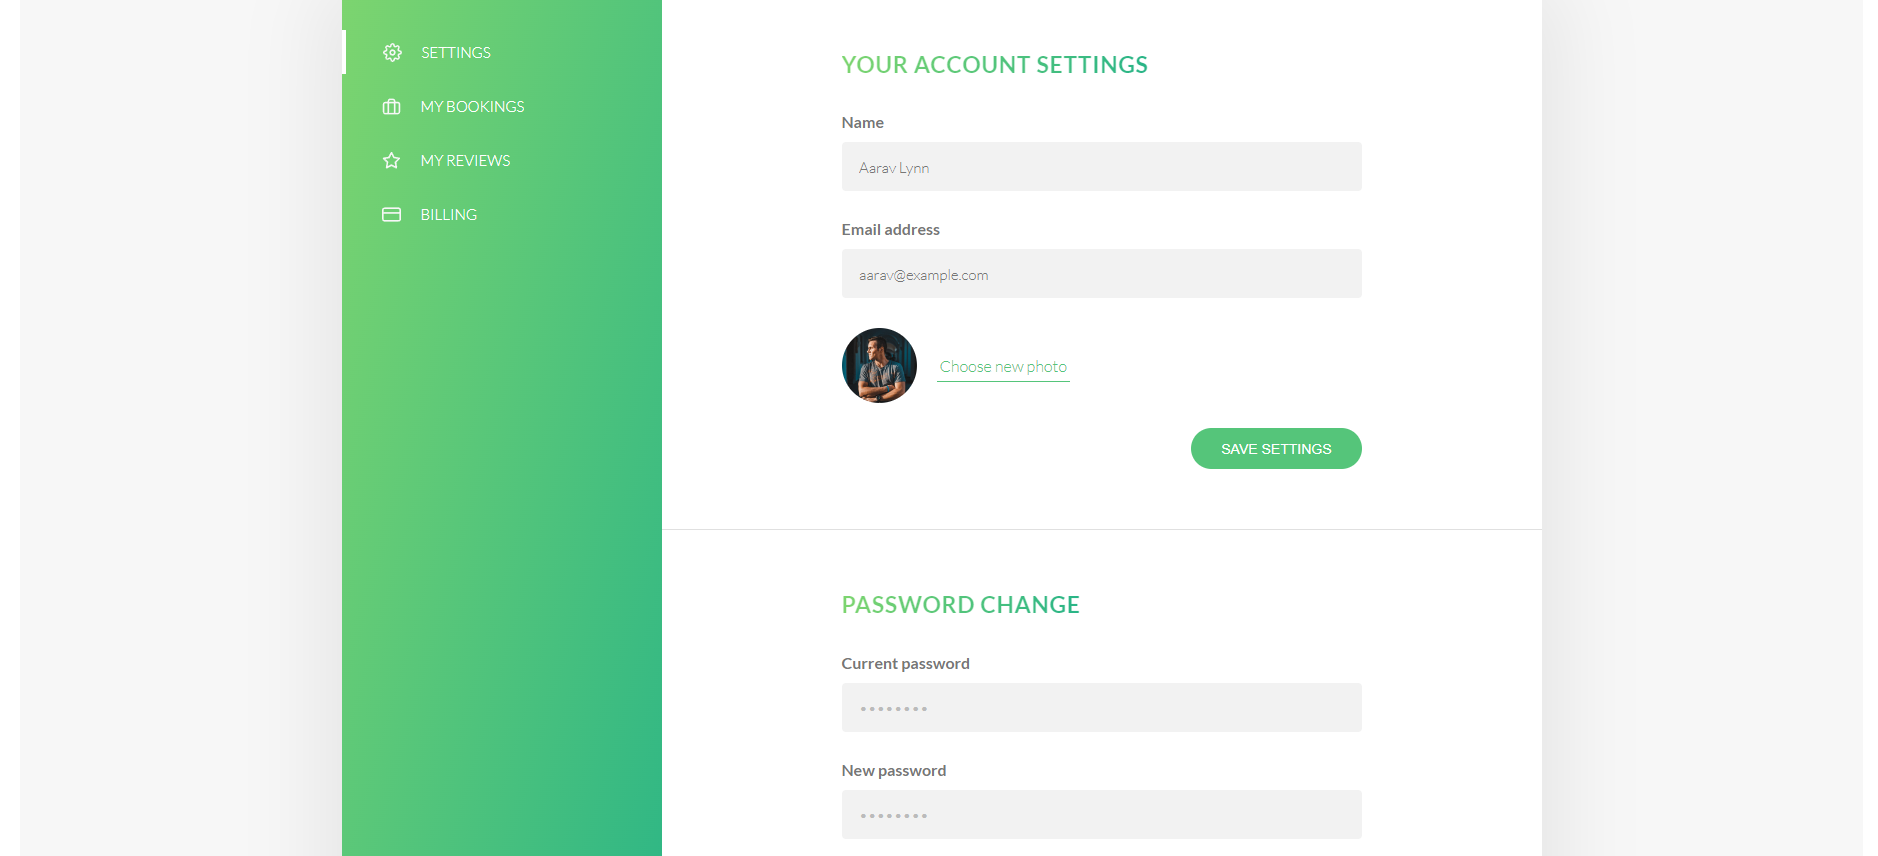 SETTINGS
MY BOOKINGS
MY REVIEWS
BILLING
YOUR ACCOUNT SETTINGS
Name
Aarav Lynn
Email address
aarav@example.com
Choose new photo
SAVE SETTINGS
PASSWORD CHANGE
Current password
••••••••
New password
••••••••